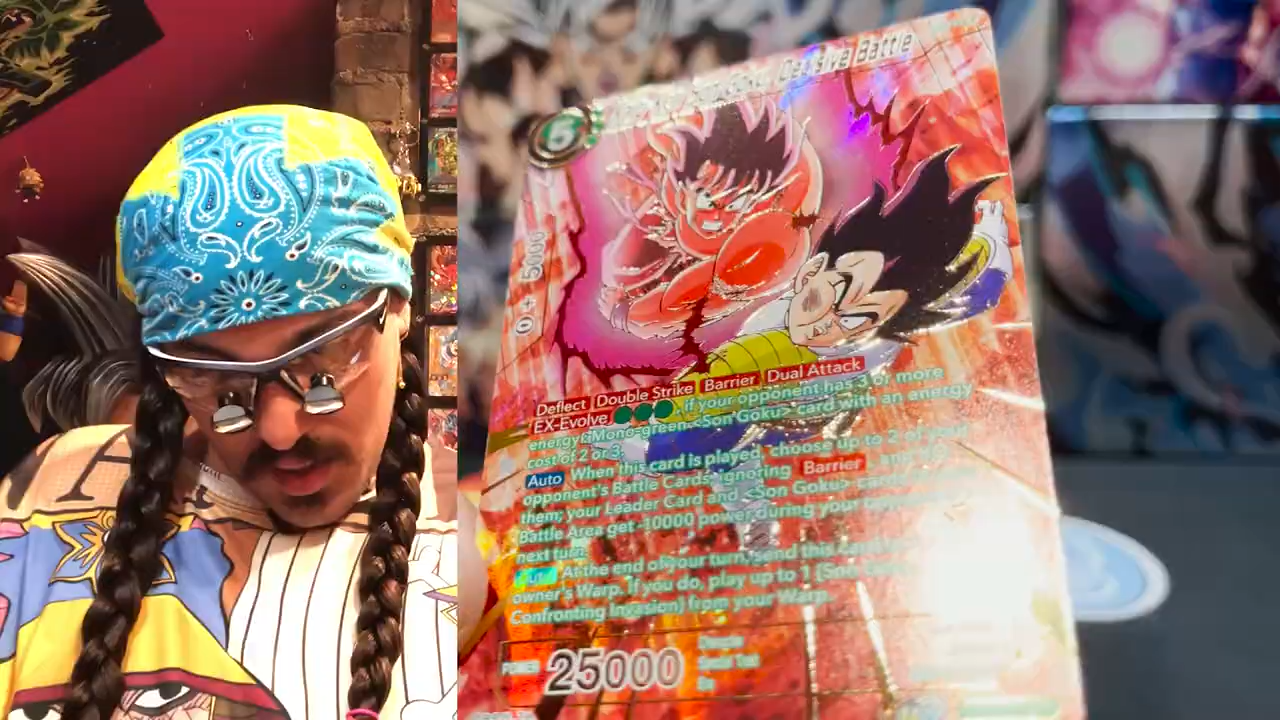 Decisive Battle
6
0 + 5000
Deflect Double Strike Barrier Dual Attack
EX-Evolve if your opponent has 3 or more
energy: Mono-green <Son Goku> card with an energy
cost of 2 or 3.
Auto When this card is played, choose up to 2 of your
opponent's Battle Cards, ignoring Barrier, and KO
them; your Leader Card and <Son Goku> cards
Battle Area get -10000 power during your
next turn.
At the end of your turn, send this card
owner's Warp. If you do, play up to 1 [Son
Confronting Invasion] from your Warp.
POWER 25000